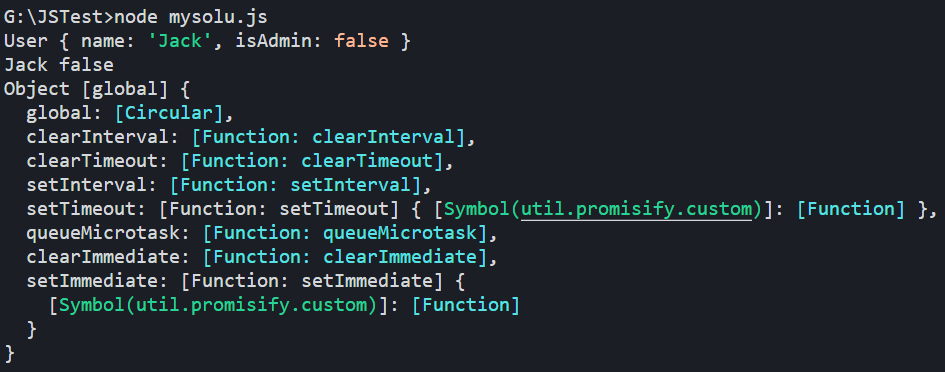 G:\JSTest>node mysolu.js
User { name: 'Jack', isAdmin: false }
Jack false
Object [global] {
  global: [Circular],
  clearInterval: [Function: clearInterval],
  clearTimeout: [Function: clearTimeout],
  setInterval: [Function: setInterval],
  setTimeout: [Function: setTimeout] { [Symbol(util.promisify.custom)]: [Function] },
  queueMicrotask: [Function: queueMicrotask],
  clearImmediate: [Function: clearImmediate],
  setImmediate: [Function: setImmediate] {
    [Symbol(util.promisify.custom)]: [Function]
  }
}